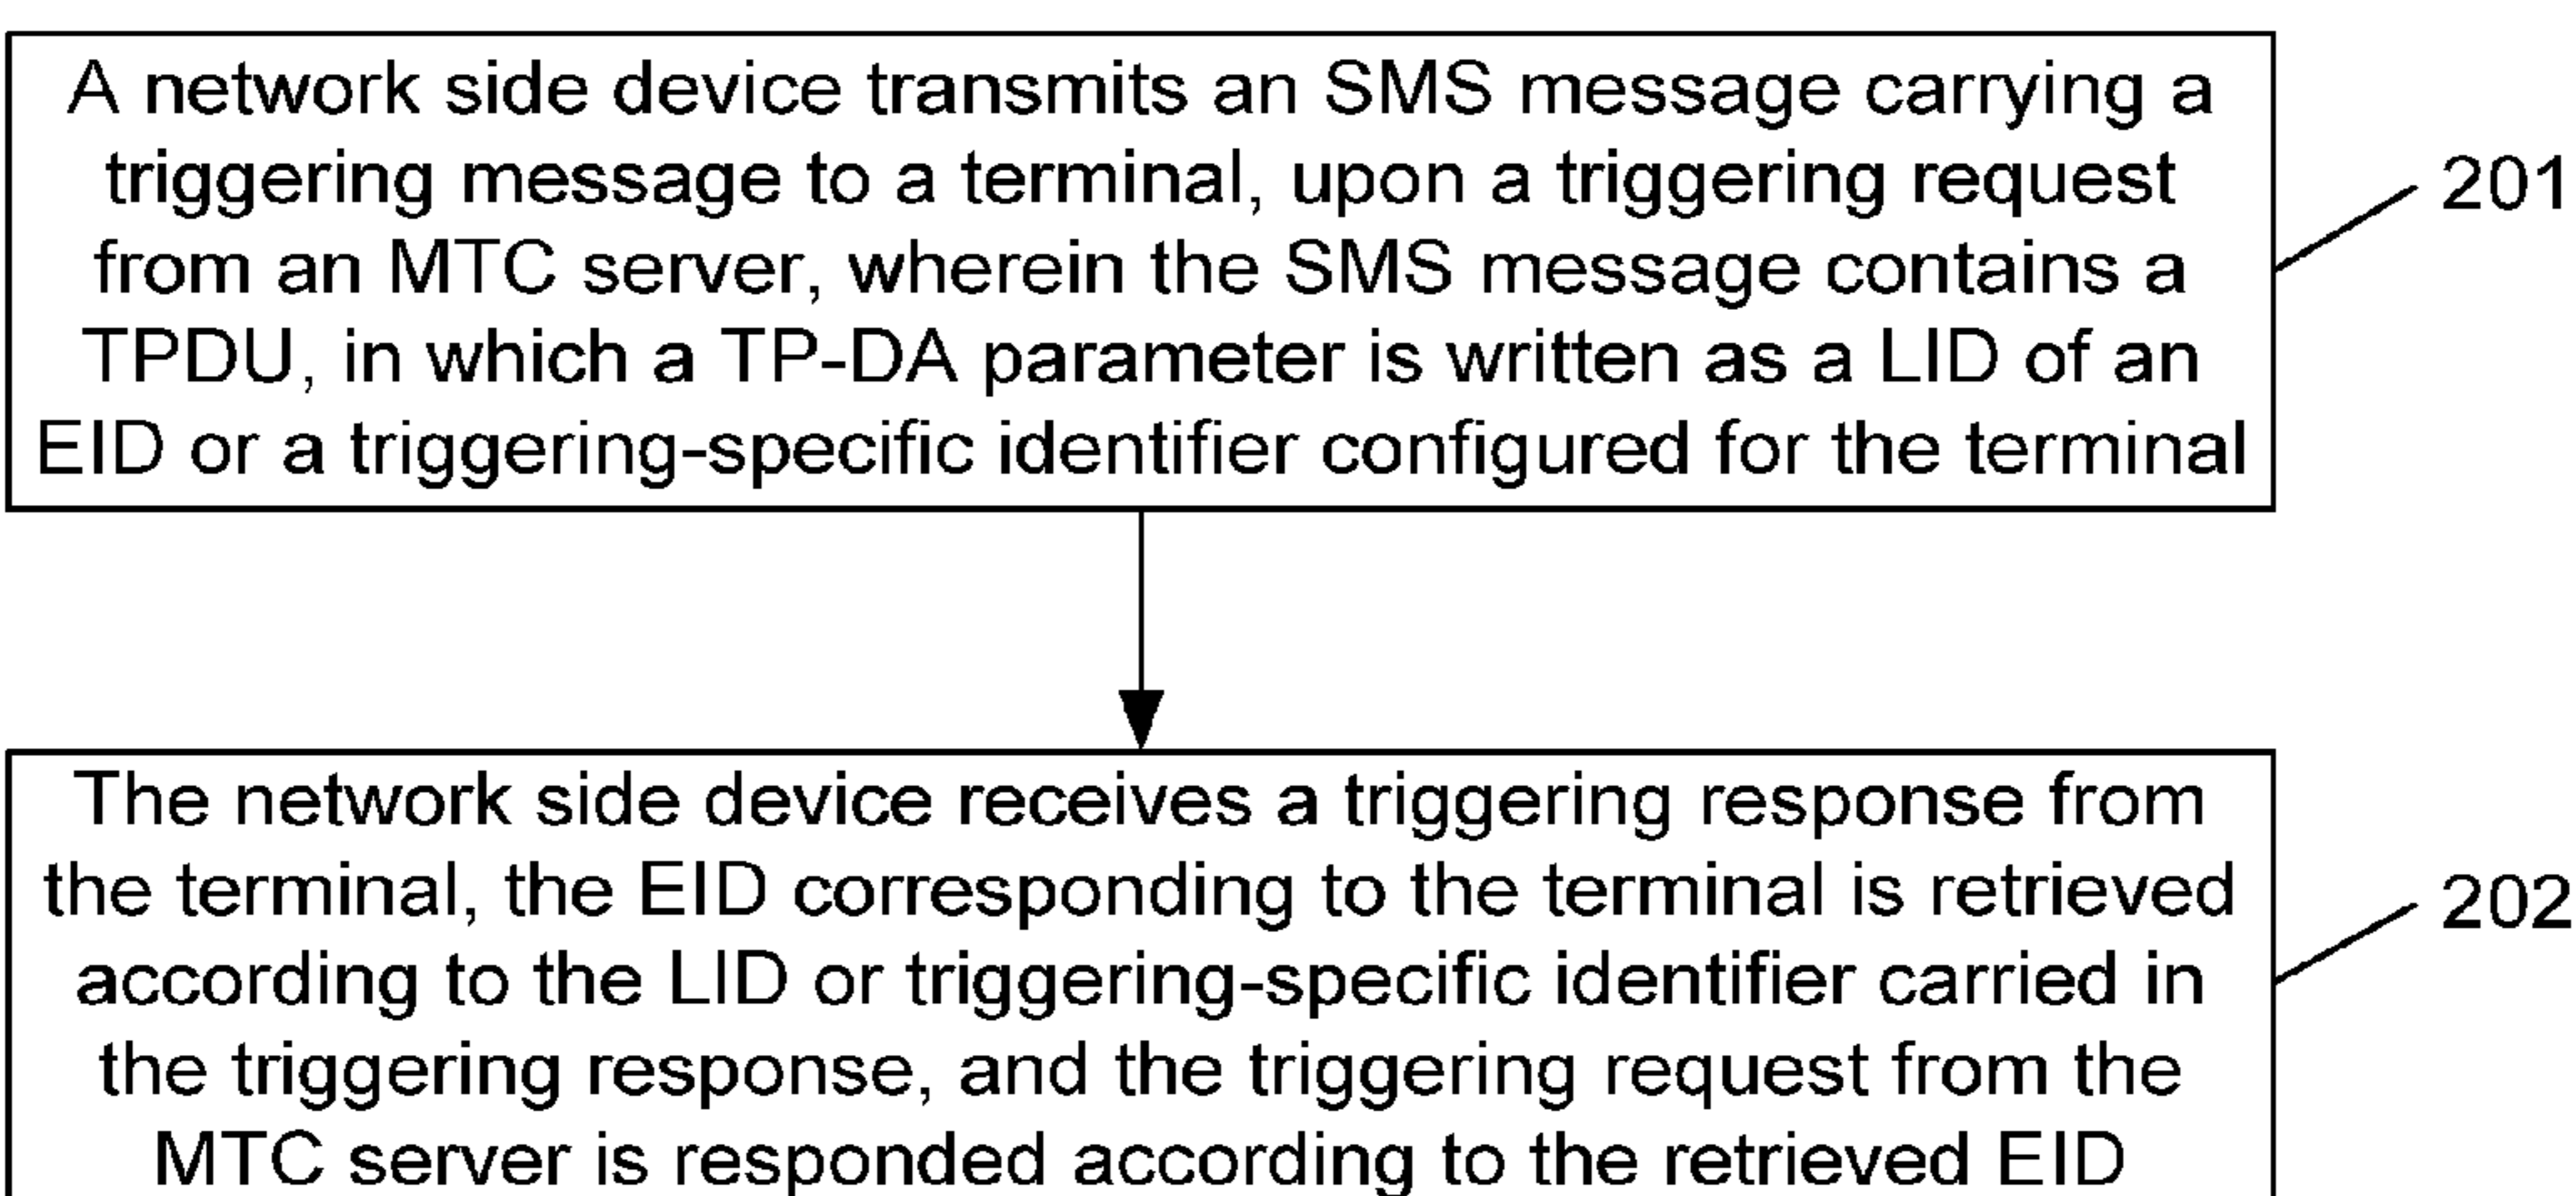 A network side device transmits an SMS message carrying a
triggering message to a terminal, upon a triggering request
from an MTC server, wherein the SMS message contains a
TPDU, in which a TP-DA parameter is written as a LID of an
EID or a triggering-specific identifier configured for the terminal
201
The network side device receives a triggering response from
the terminal, the EID corresponding to the terminal is retrieved
according to the LID or triggering-specific identifier carried in
the triggering response, and the triggering request from the
MTC server is responded according to the retrieved EID
202